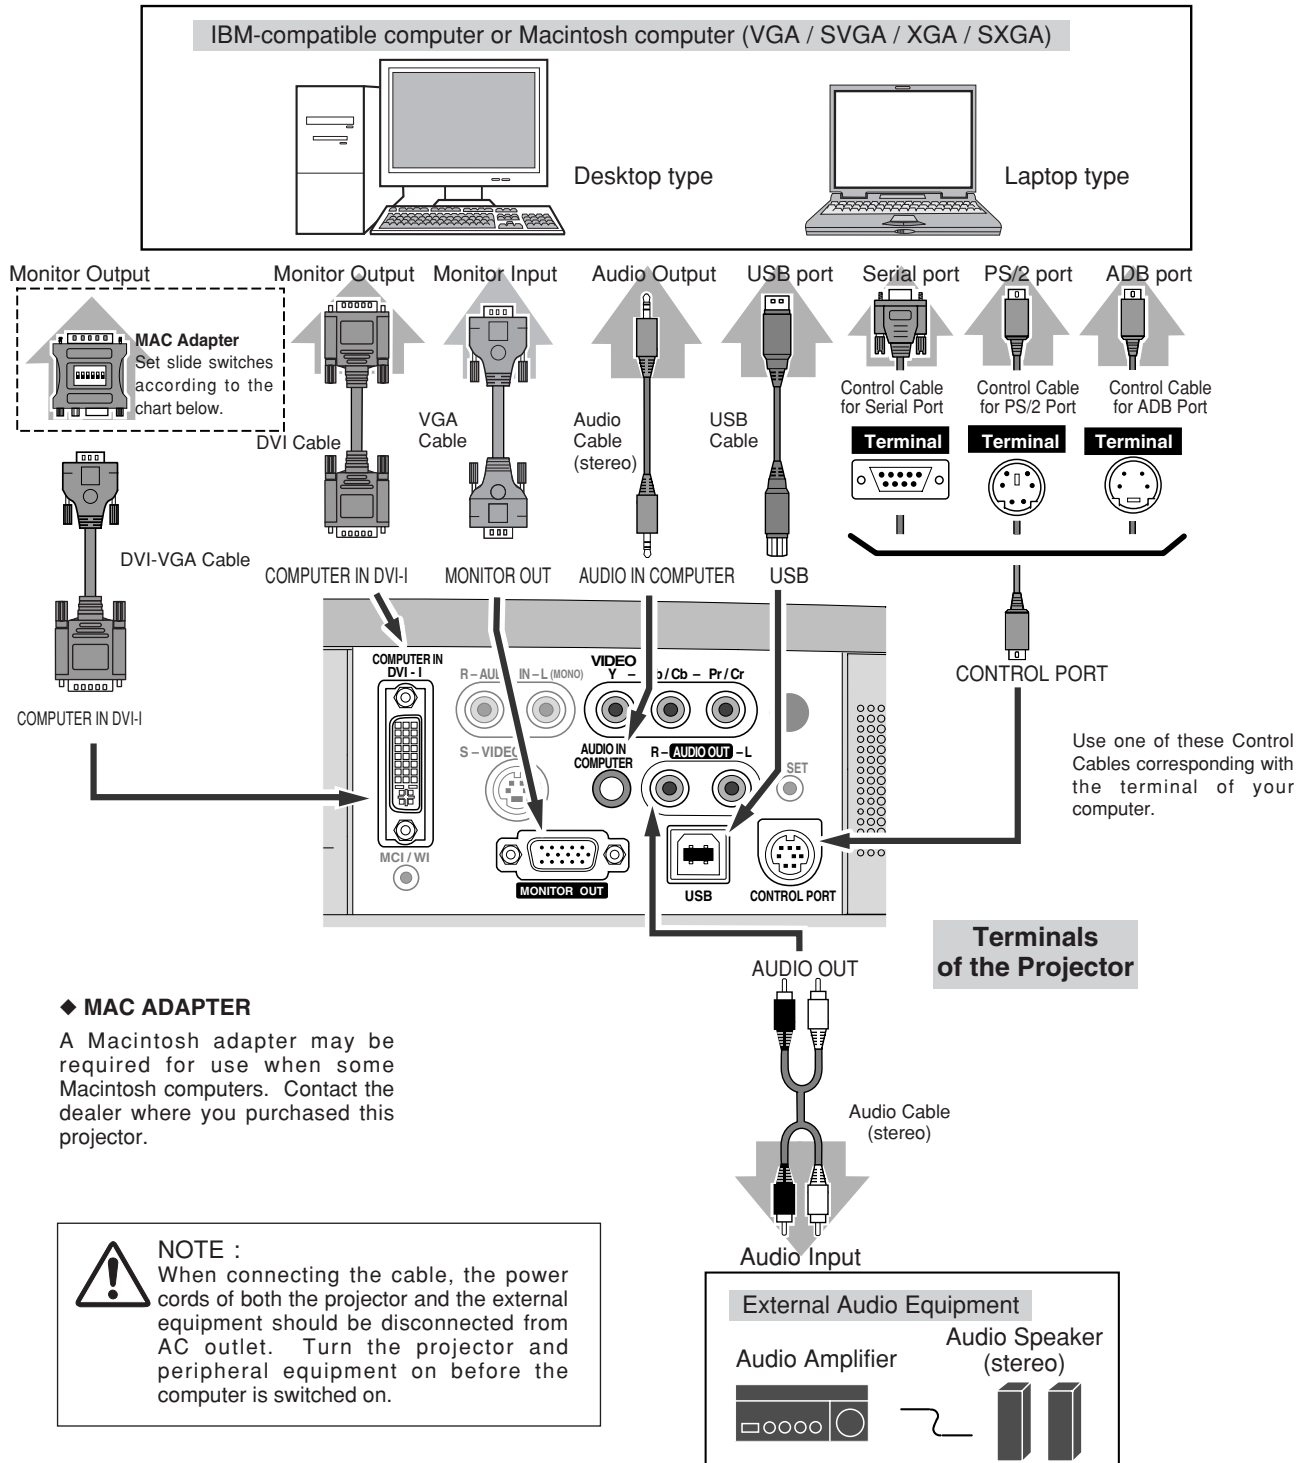 IBM-compatible computer or Macintosh computer (VGA / SVGA / XGA / SXGA)
Desktop type
Laptop type
Monitor Output
Monitor Output
Monitor Input
Audio Output
USB port
Serial port
PS/2 port
ADB port
MAC Adapter
Set slide switches
according to the
chart below.
DVI Cable
VGA
Cable
Audio
Cable
(stereo)
USB
Cable
Control Cable
for Serial Port
Control Cable
for PS/2 Port
Control Cable
for ADB Port
Terminal
Terminal
Terminal
DVI-VGA Cable
COMPUTER IN DVI-I
MONITOR OUT
AUDIO IN COMPUTER
USB
CONTROL PORT
COMPUTER IN DVI-I
COMPUTER IN
DVI - I
IN – L (MONO)
VIDEO
Y –
/ Cb – Pr / Cr
S – VIDEO
AUDIO IN
COMPUTER
R – AUDIO OUT – L
MCI / WI
MONITOR OUT
USB
CONTROL PORT
Use one of these Control
Cables corresponding with
the terminal of your
computer.
Terminals
of the Projector
AUDIO OUT
◆ MAC ADAPTER
A Macintosh adapter may be
required for use when some
Macintosh computers. Contact the
dealer where you purchased this
projector.
Audio Cable
(stereo)
NOTE :
When connecting the cable, the power
cords of both the projector and the external
equipment should be disconnected from
AC outlet. Turn the projector and
peripheral equipment on before the
computer is switched on.
Audio Input
External Audio Equipment
Audio Amplifier
Audio Speaker
(stereo)